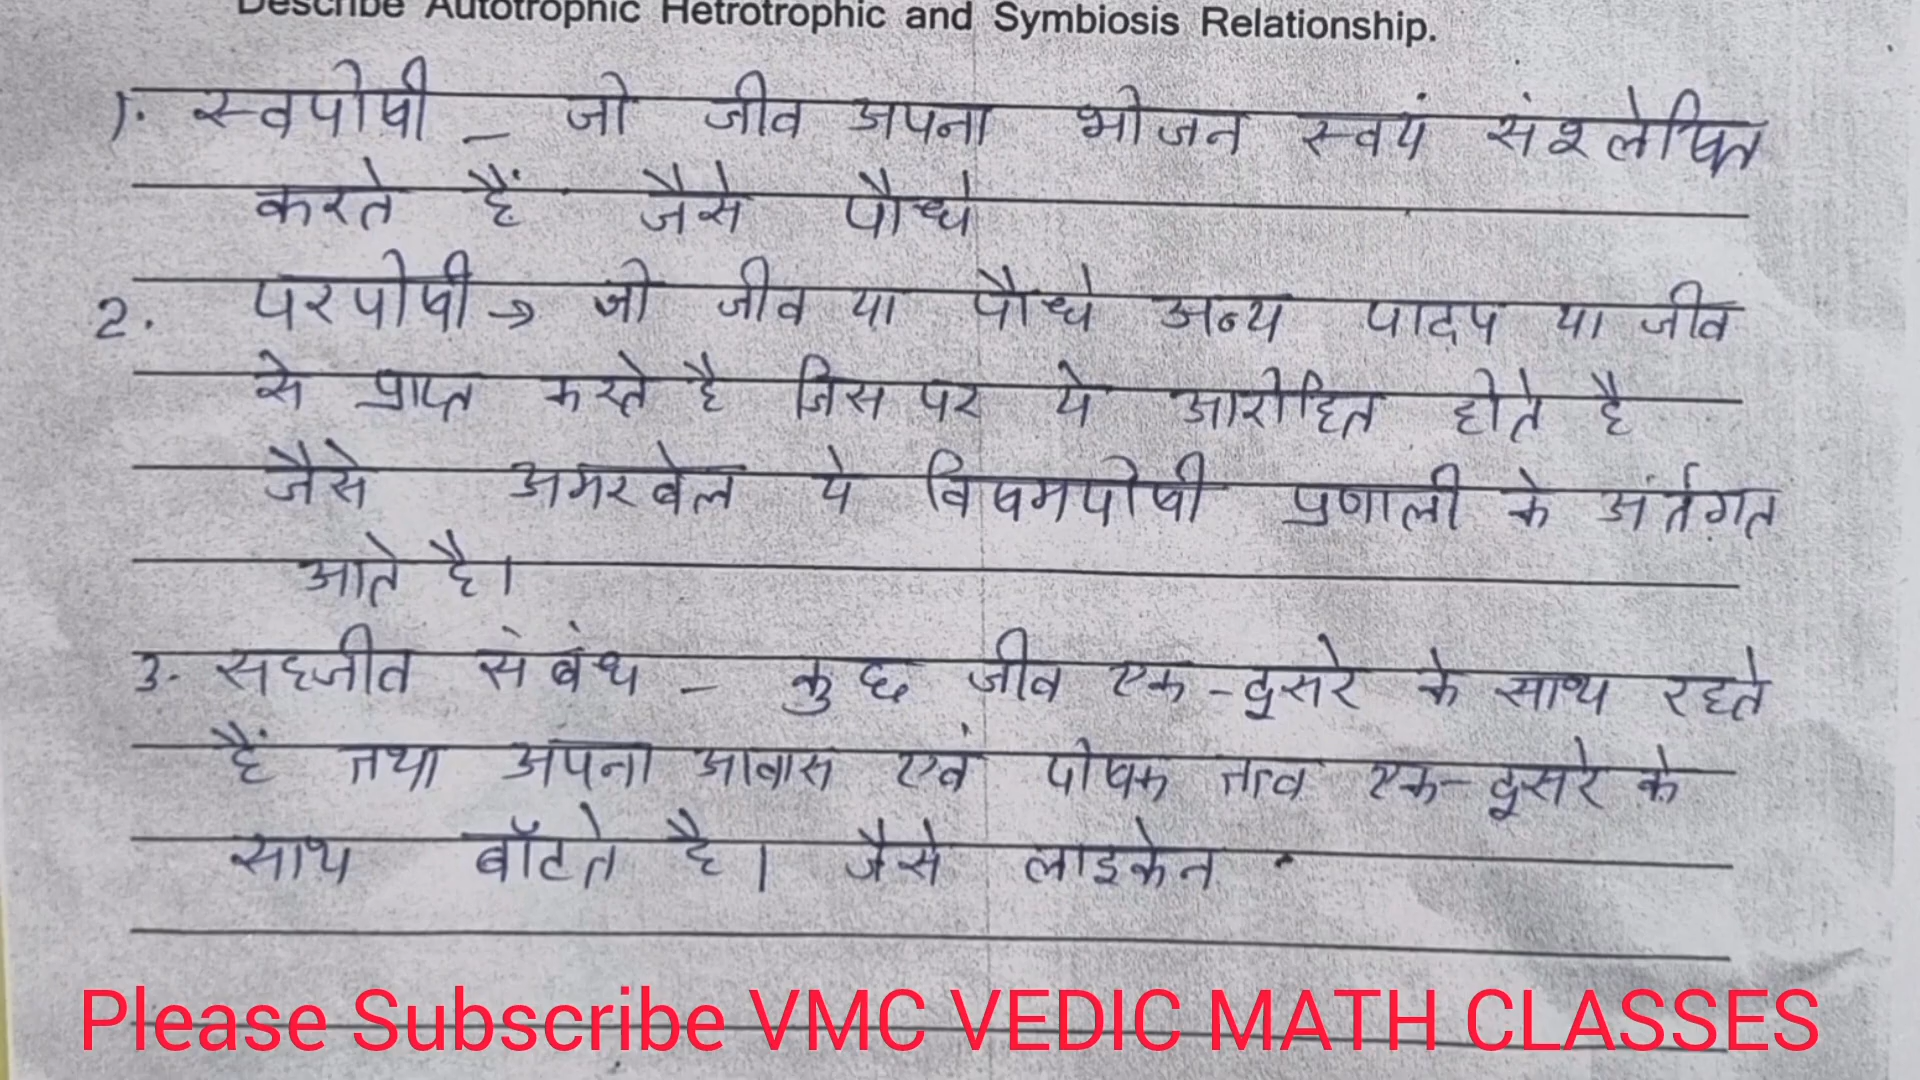 Describe Autotrophic Hetrotrophic and Symbiosis Relationship.
1. स्वपोषी – जो जीव अपना भोजन स्वयं संश्लेषित
करते हैं जैसे पौधे
2. परपोषी → जो जीव या पौधे अन्य पादप या जीव
से प्राप्त करते है जिस पर ये आरोहित होते है
जैसे अमरबेल ये विषमपोषी प्रणाली के अंर्तगत
आते है।
3. सहजीत संबंध – कुछ जीव एक-दूसरे के साथ रहते
हैं तथा अपना आवास एवं पोषक तत्व एक-दूसरे के
साथ बॉटते है। जैसे लाइकेन
Please Subscribe VMC VEDIC MATH CLASSES